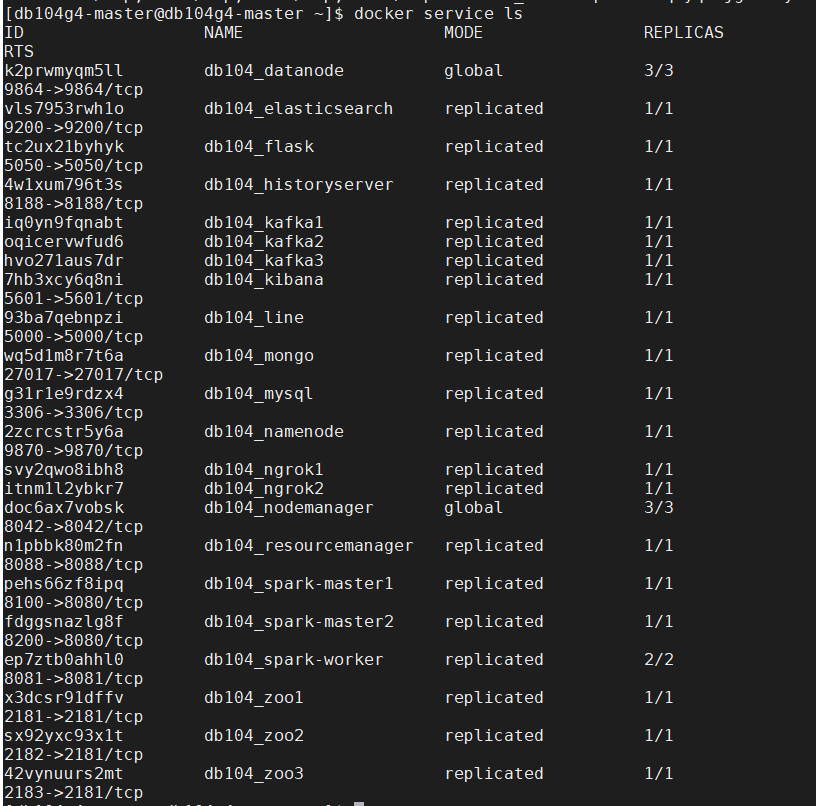 [db104g4-master@db104g4-master ~]$ docker service ls
ID NAME MODE REPLICAS
RTS
k2prwmyqm5ll db104_datanode global 3/3
9864->9864/tcp
vls7953rwh1o db104_elasticsearch replicated 1/1
9200->9200/tcp
tc2ux21byhyk db104_flask replicated 1/1
5050->5050/tcp
4w1xum796t3s db104_historyserver replicated 1/1
8188->8188/tcp
iq0yn9fqnabt db104_kafka1 replicated 1/1
oqicervwfud6 db104_kafka2 replicated 1/1
hvo271aus7dr db104_kafka3 replicated 1/1
7hb3xcy6q8ni db104_kibana replicated 1/1
5601->5601/tcp
93ba7qebnpzi db104_line replicated 1/1
5000->5000/tcp
wq5d1m8r7t6a db104_mongo replicated 1/1
27017->27017/tcp
g31r1e9rdzx4 db104_mysql replicated 1/1
3306->3306/tcp
2zcrcstr5y6a db104_namenode replicated 1/1
9870->9870/tcp
svy2qwo8ibh8 db104_ngrok1 replicated 1/1
itnm1l2ybkr7 db104_ngrok2 replicated 1/1
doc6ax7vobsk db104_nodemanager global 3/3
8042->8042/tcp
n1pbbk80m2fn db104_resourcemanager replicated 1/1
8088->8088/tcp
pehs66zf8ipq db104_spark-master1 replicated 1/1
8100->8080/tcp
fdggsnazlg8f db104_spark-master2 replicated 1/1
8200->8080/tcp
ep7ztb0ahhl0 db104_spark-worker replicated 2/2
8081->8081/tcp
x3dcsr91dffv db104_zoo1 replicated 1/1
2181->2181/tcp
sx92yxc93x1t db104_zoo2 replicated 1/1
2182->2181/tcp
42vynuurs2mt db104_zoo3 replicated 1/1
2183->2181/tcp